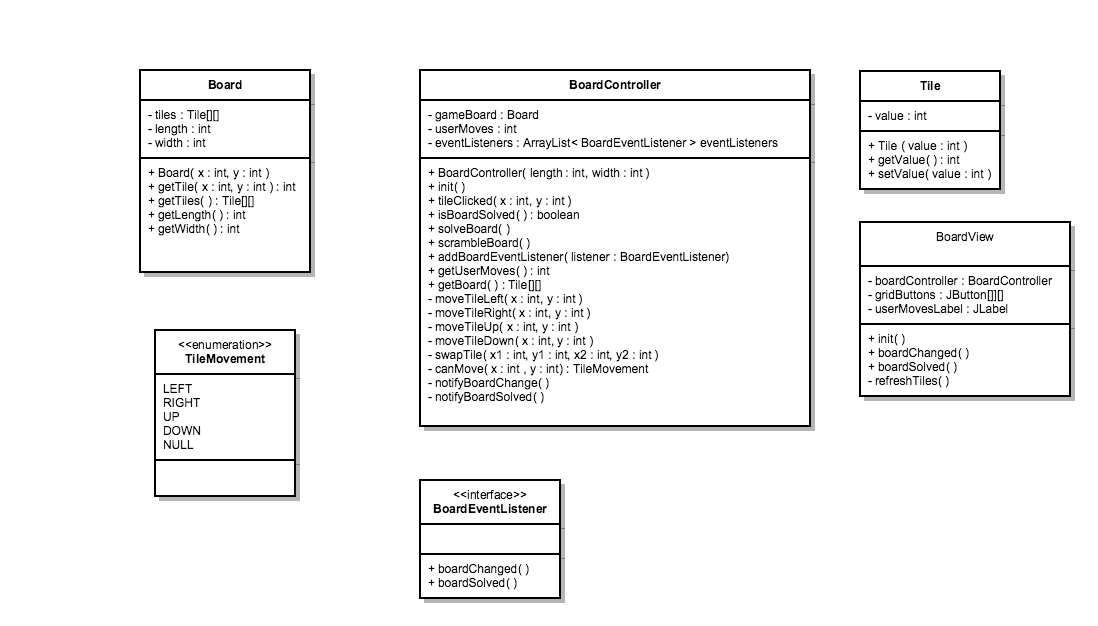 Board
- tiles : Tile[][]
- length : int
- width : int
+ Board( x : int, y : int )
+ getTile( x : int, y : int ) : int
+ getTiles( ) : Tile[][]
+ getLength( ) : int
+ getWidth( ) : int
<<enumeration>>
TileMovement
LEFT
RIGHT
UP
DOWN
NULL
BoardController
- gameBoard : Board
- userMoves : int
- eventListeners : ArrayList< BoardEventListener > eventListeners
+ BoardController( length : int, width : int )
+ init( )
+ tileClicked( x : int, y : int )
+ isBoardSolved( ) : boolean
+ solveBoard( )
+ scrambleBoard( )
+ addBoardEventListener( listener : BoardEventListener)
+ getUserMoves( ) : int
+ getBoard( ) : Tile[][]
- moveTileLeft( x : int, y : int )
- moveTileRight( x : int, y : int )
- moveTileUp( x : int, y : int )
- moveTileDown( x : int, y : int )
- swapTile( x1 : int, y1 : int, x2 : int, y2 : int )
- canMove( x : int , y : int) : TileMovement
- notifyBoardChange( )
- notifyBoardSolved( )
<<interface>>
BoardEventListener
+ boardChanged( )
+ boardSolved( )
Tile
- value : int
+ Tile ( value : int )
+ getValue( ) : int
+ setValue( value : int )
BoardView
- boardController : BoardController
- gridButtons : JButton[]][]
- userMovesLabel : JLabel
+ init( )
+ boardChanged( )
+ boardSolved( )
- refreshTiles( )